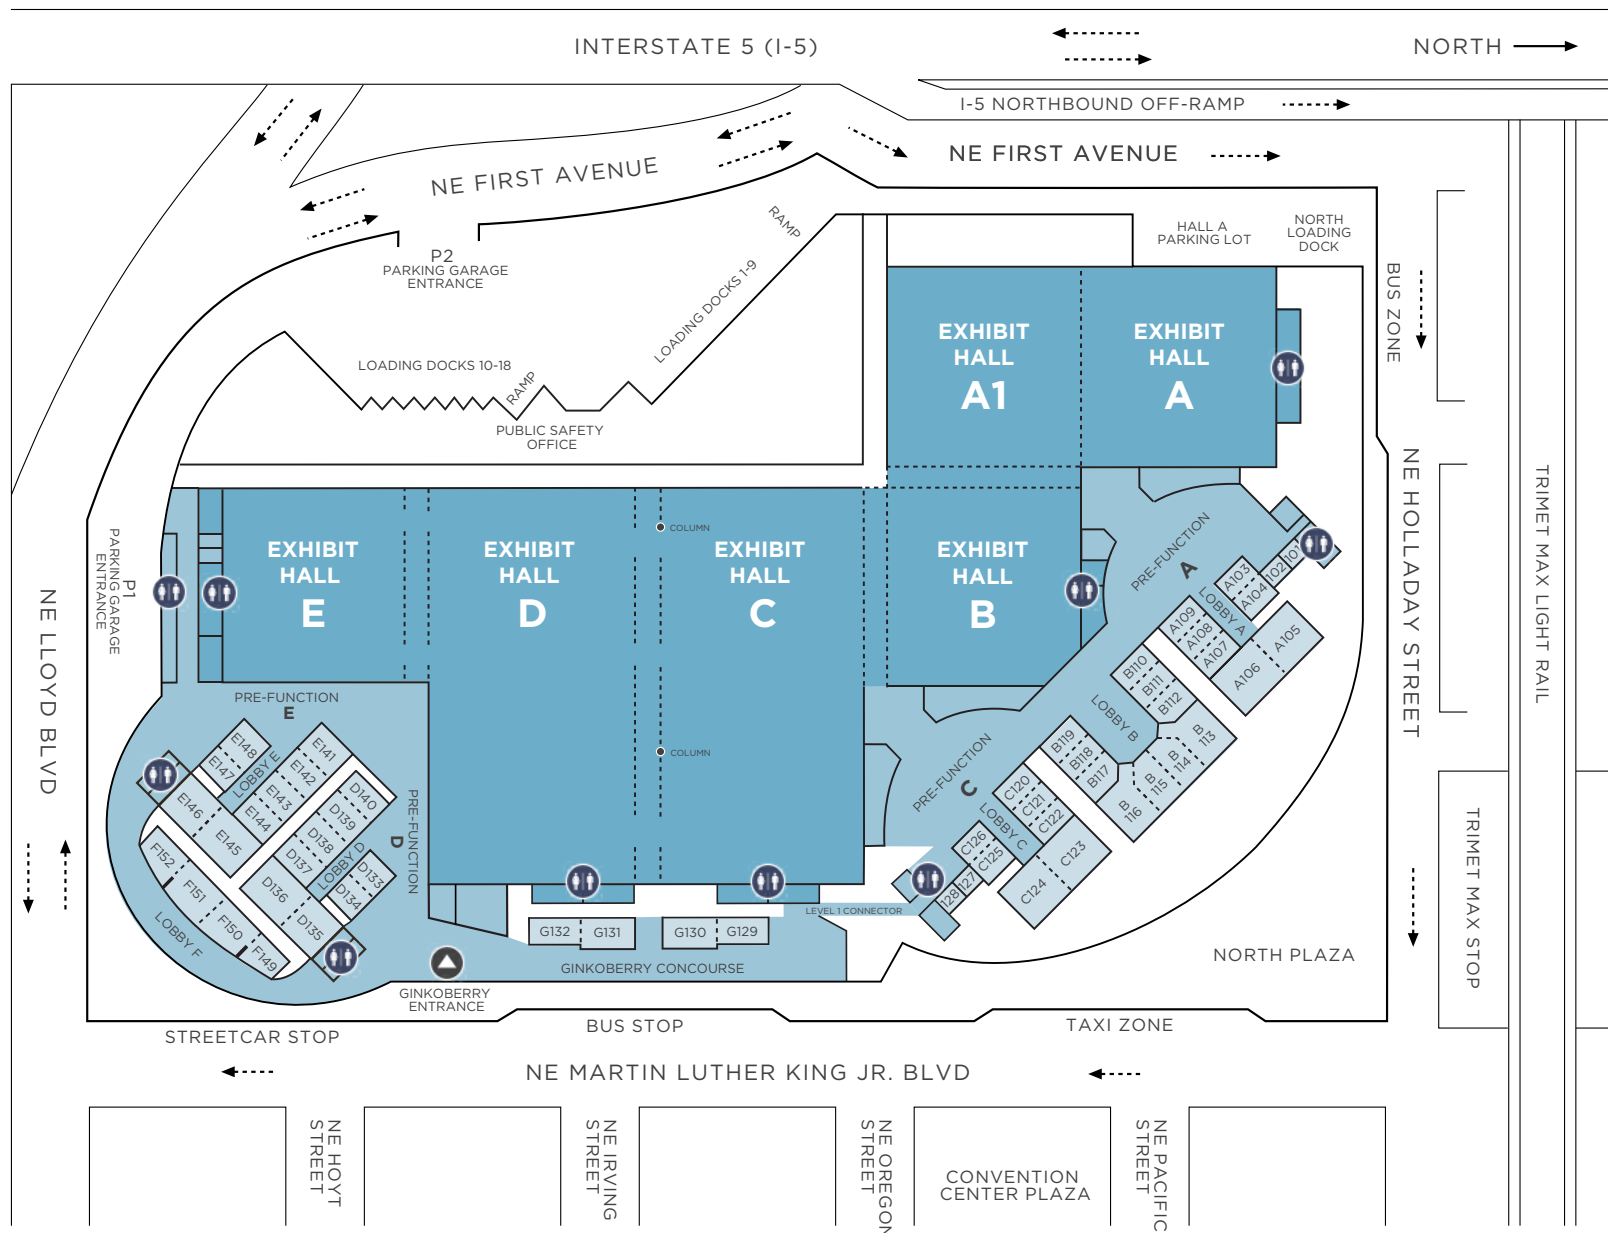 INTERSTATE 5 (I-5)
NORTH
I-5 NORTHBOUND OFF-RAMP
NE FIRST AVENUE
NE FIRST AVENUE
P2
PARKING GARAGE
ENTRANCE
RAMP
LOADING DOCKS 1-9
HALL A
PARKING LOT
NORTH
LOADING
DOCK
BUS ZONE
LOADING DOCKS 10-18
RAMP
PUBLIC SAFETY
OFFICE
EXHIBIT
HALL
A1
EXHIBIT
HALL
A
EXHIBIT
HALL
E
EXHIBIT
HALL
D
EXHIBIT
HALL
C
EXHIBIT
HALL
B
COLUMN
COLUMN
P1
PARKING GARAGE
ENTRANCE
NE LLOYD BLVD
NE HOLLADAY STREET
TRIMET MAX LIGHT RAIL
TRIMET MAX STOP
PRE-FUNCTION
A
101
102
A103
A104
LOBBY A
A105
A106
A107
A108
A109
B110
B111
B112
LOBBY B
B
113
B
114
B
115
B
116
B117
B118
B119
PRE-FUNCTION
C
C120
C121
C122
LOBBY C
C123
C124
C125
C126
127
128
LEVEL 1 CONNECTOR
PRE-FUNCTION
E
E148
E147
LOBBY E
E141
E142
E143
E144
E146
E145
PRE-FUNCTION
D
D140
D139
D138
D137
LOBBY D
D133
D134
D136
D135
F152
F151
F150
F149
LOBBY F
G132
G131
G130
G129
GINKOBERRY CONCOURSE
GINKOBERRY
ENTRANCE
NORTH PLAZA
STREETCAR STOP
BUS STOP
TAXI ZONE
NE MARTIN LUTHER KING JR. BLVD
NE HOYT
STREET
NE IRVING
STREET
NE OREGON
STREET
CONVENTION
CENTER PLAZA
NE PACIFIC
STREET